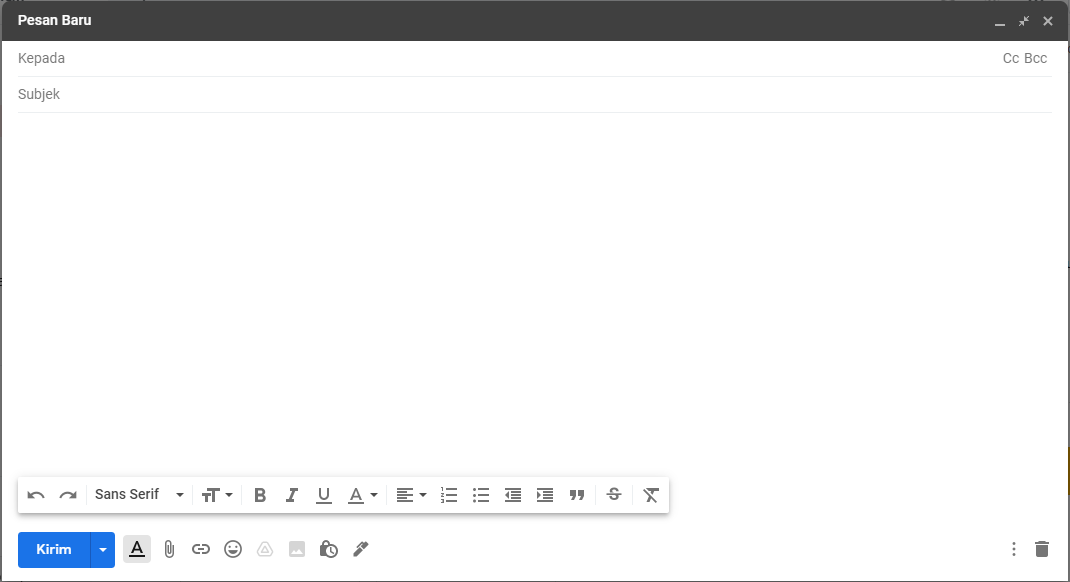 Pesan Baru
Kepada Cc Bcc
Subjek
Sans Serif
Kirim